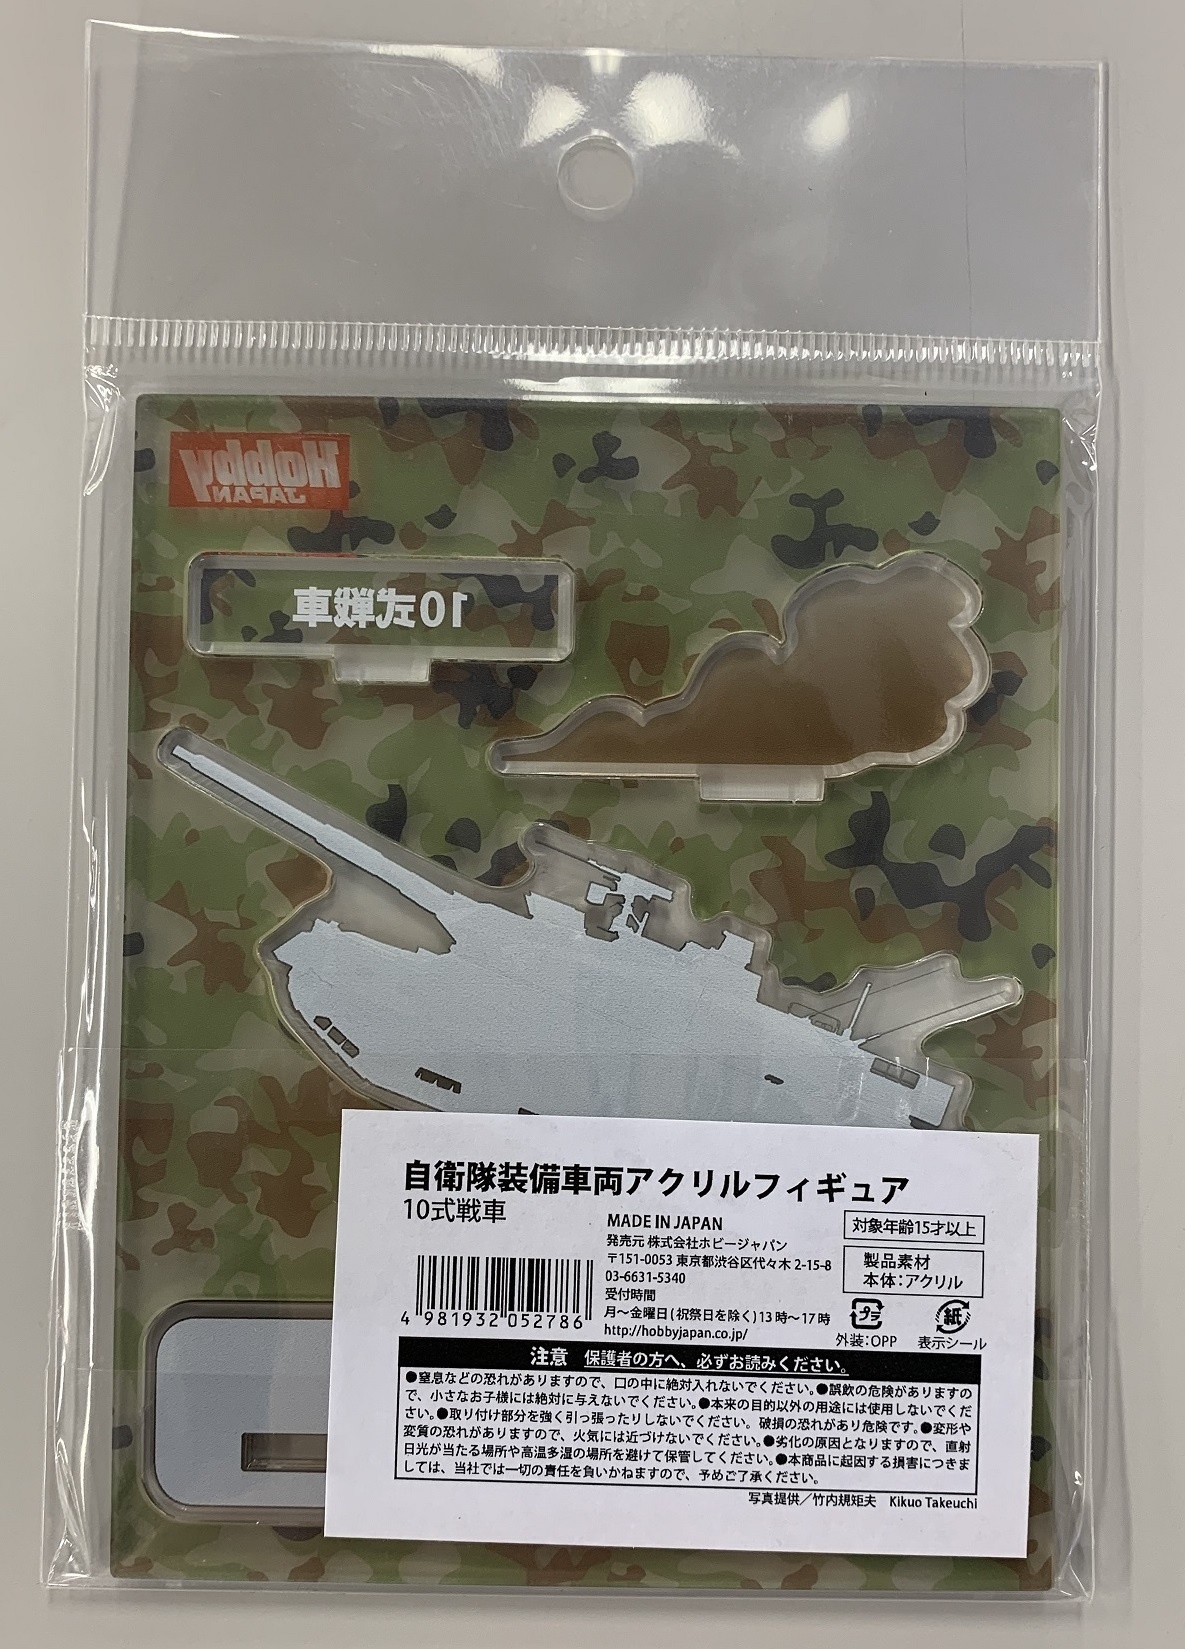 Hobby
JAPAN
10式戦車
自衛隊装備車両アクリルフィギュア
10式戦車
MADE IN JAPAN
発売元 株式会社ホビージャパン
〒151-0053 東京都渋谷区代々木 2-15-8
03-6631-5340
受付時間
月～金曜日(祝祭日を除く)13時～17時
http://hobbyjapan.co.jp/
対象年齢15才以上
製品素材
本体:アクリル
プラ
紙
外装:OPP
表示シール
4 981932 052786
注意 保護者の方へ、必ずお読みください。
●窒息などの恐れがありますので、口の中に絶対入れないでください。●誤飲の危険がありますの
で、小さなお子様には絶対に与えないでください。●本来の目的以外の用途には使用しないでくだ
さい。●取り付け部分を強く引っ張ったりしないでください。破損の恐れがあり危険です。●変形や
変質の恐れがありますので、火気には近づけないでください。●劣化の原因となりますので、直射
日光が当たる場所や高温多湿の場所を避けて保管してください。●本商品に起因する損害につきま
しては、当社では一切の責任を負いかねますので、予めご了承ください。
写真提供／竹内規矩夫 Kikuo Takeuchi